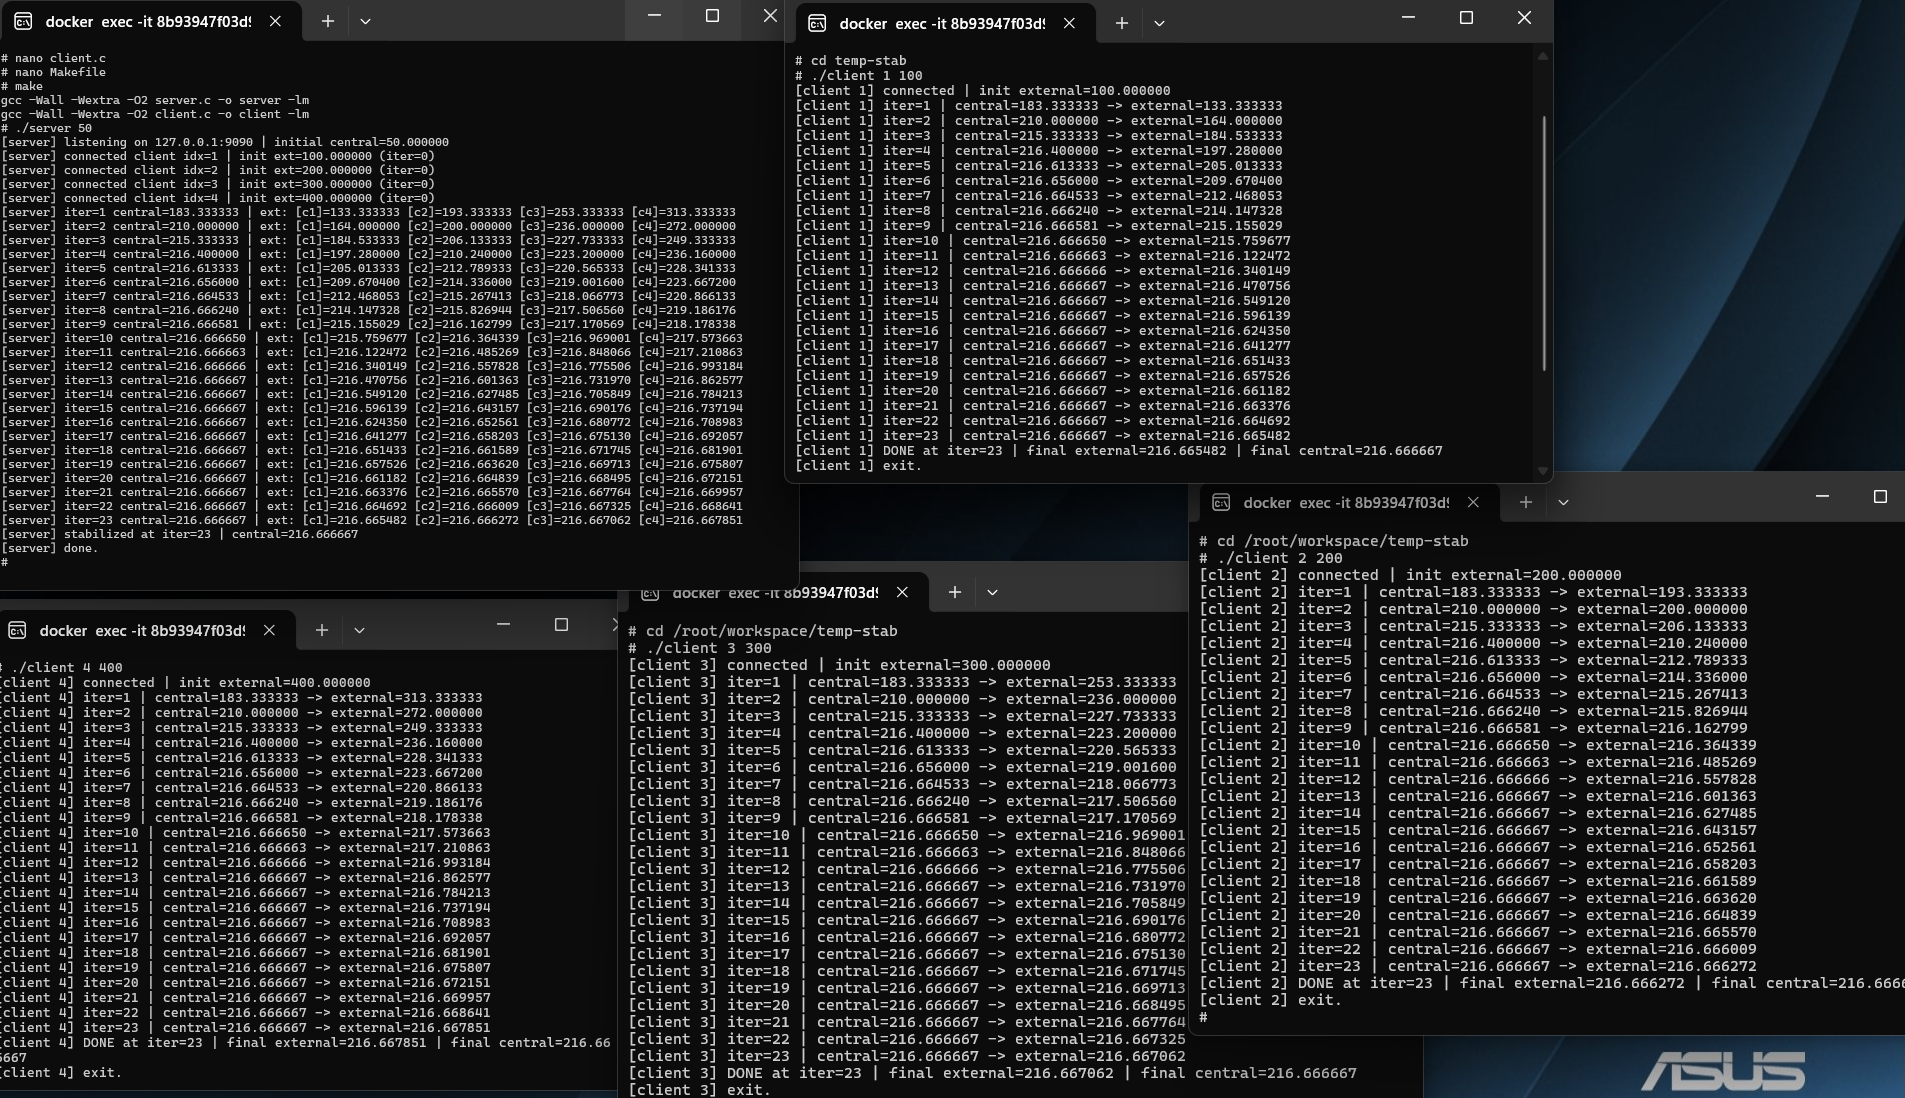 docker exec -it 8b93947f03d9
# nano client.c
# nano Makefile
# make
gcc -Wall -Wextra -O2 server.c -o server -lm
gcc -Wall -Wextra -O2 client.c -o client -lm
# ./server 50
[server] listening on 127.0.0.1:9090 | initial central=50.000000
[server] connected client idx=1 | init ext=100.000000 (iter=0)
[server] connected client idx=2 | init ext=200.000000 (iter=0)
[server] connected client idx=3 | init ext=300.000000 (iter=0)
[server] connected client idx=4 | init ext=400.000000 (iter=0)
[server] iter=1 central=183.333333 | ext: [c1]=133.333333 [c2]=193.333333 [c3]=253.333333 [c4]=313.333333
[server] iter=2 central=210.000000 | ext: [c1]=164.000000 [c2]=200.000000 [c3]=236.000000 [c4]=272.000000
[server] iter=3 central=215.333333 | ext: [c1]=184.533333 [c2]=206.133333 [c3]=227.733333 [c4]=249.333333
[server] iter=4 central=216.400000 | ext: [c1]=197.280000 [c2]=210.240000 [c3]=223.200000 [c4]=236.160000
[server] iter=5 central=216.613333 | ext: [c1]=205.013333 [c2]=212.789333 [c3]=220.565333 [c4]=228.341333
[server] iter=6 central=216.656000 | ext: [c1]=209.670400 [c2]=214.336000 [c3]=219.001600 [c4]=223.667200
[server] iter=7 central=216.664533 | ext: [c1]=212.468053 [c2]=215.267413 [c3]=218.066773 [c4]=220.866133
[server] iter=8 central=216.666240 | ext: [c1]=214.147328 [c2]=215.826944 [c3]=217.506560 [c4]=219.186176
[server] iter=9 central=216.666581 | ext: [c1]=215.155029 [c2]=216.162799 [c3]=217.170569 [c4]=218.178338
[server] iter=10 central=216.666650 | ext: [c1]=215.759677 [c2]=216.364339 [c3]=216.969001 [c4]=217.573663
[server] iter=11 central=216.666663 | ext: [c1]=216.122472 [c2]=216.485269 [c3]=216.848066 [c4]=217.210863
[server] iter=12 central=216.666666 | ext: [c1]=216.340149 [c2]=216.557828 [c3]=216.775506 [c4]=216.993184
[server] iter=13 central=216.666667 | ext: [c1]=216.470756 [c2]=216.601363 [c3]=216.731970 [c4]=216.862577
[server] iter=14 central=216.666667 | ext: [c1]=216.549120 [c2]=216.627485 [c3]=216.705849 [c4]=216.784213
[server] iter=15 central=216.666667 | ext: [c1]=216.596139 [c2]=216.643157 [c3]=216.690176 [c4]=216.737194
[server] iter=16 central=216.666667 | ext: [c1]=216.624350 [c2]=216.652561 [c3]=216.680772 [c4]=216.708983
[server] iter=17 central=216.666667 | ext: [c1]=216.641277 [c2]=216.658203 [c3]=216.675130 [c4]=216.692057
[server] iter=18 central=216.666667 | ext: [c1]=216.651433 [c2]=216.661589 [c3]=216.671745 [c4]=216.681901
[server] iter=19 central=216.666667 | ext: [c1]=216.657526 [c2]=216.663620 [c3]=216.669713 [c4]=216.675807
[server] iter=20 central=216.666667 | ext: [c1]=216.661182 [c2]=216.664839 [c3]=216.668495 [c4]=216.672151
[server] iter=21 central=216.666667 | ext: [c1]=216.663376 [c2]=216.665570 [c3]=216.667764 [c4]=216.669957
[server] iter=22 central=216.666667 | ext: [c1]=216.664692 [c2]=216.666009 [c3]=216.667325 [c4]=216.668641
[server] iter=23 central=216.666667 | ext: [c1]=216.665482 [c2]=216.666272 [c3]=216.667062 [c4]=216.667851
[server] stabilized at iter=23 | central=216.666667
[server] done.
#
docker exec -it 8b93947f03d9
# cd temp-stab
# ./client 1 100
[client 1] connected | init external=100.000000
[client 1] iter=1 | central=183.333333 -> external=133.333333
[client 1] iter=2 | central=210.000000 -> external=164.000000
[client 1] iter=3 | central=215.333333 -> external=184.533333
[client 1] iter=4 | central=216.400000 -> external=197.280000
[client 1] iter=5 | central=216.613333 -> external=205.013333
[client 1] iter=6 | central=216.656000 -> external=209.670400
[client 1] iter=7 | central=216.664533 -> external=212.468053
[client 1] iter=8 | central=216.666240 -> external=214.147328
[client 1] iter=9 | central=216.666581 -> external=215.155029
[client 1] iter=10 | central=216.666650 -> external=215.759677
[client 1] iter=11 | central=216.666663 -> external=216.122472
[client 1] iter=12 | central=216.666666 -> external=216.340149
[client 1] iter=13 | central=216.666667 -> external=216.470756
[client 1] iter=14 | central=216.666667 -> external=216.549120
[client 1] iter=15 | central=216.666667 -> external=216.596139
[client 1] iter=16 | central=216.666667 -> external=216.624350
[client 1] iter=17 | central=216.666667 -> external=216.641277
[client 1] iter=18 | central=216.666667 -> external=216.651433
[client 1] iter=19 | central=216.666667 -> external=216.657526
[client 1] iter=20 | central=216.666667 -> external=216.661182
[client 1] iter=21 | central=216.666667 -> external=216.663376
[client 1] iter=22 | central=216.666667 -> external=216.664692
[client 1] iter=23 | central=216.666667 -> external=216.665482
[client 1] DONE at iter=23 | final external=216.665482 | final central=216.666667
[client 1] exit.
docker exec -it 8b93947f03d9
# ./client 4 400
[client 4] connected | init external=400.000000
[client 4] iter=1 | central=183.333333 -> external=313.333333
[client 4] iter=2 | central=210.000000 -> external=272.000000
[client 4] iter=3 | central=215.333333 -> external=249.333333
[client 4] iter=4 | central=216.400000 -> external=236.160000
[client 4] iter=5 | central=216.613333 -> external=228.341333
[client 4] iter=6 | central=216.656000 -> external=223.667200
[client 4] iter=7 | central=216.664533 -> external=220.866133
[client 4] iter=8 | central=216.666240 -> external=219.186176
[client 4] iter=9 | central=216.666581 -> external=218.178338
[client 4] iter=10 | central=216.666650 -> external=217.573663
[client 4] iter=11 | central=216.666663 -> external=217.210863
[client 4] iter=12 | central=216.666666 -> external=216.993184
[client 4] iter=13 | central=216.666667 -> external=216.862577
[client 4] iter=14 | central=216.666667 -> external=216.784213
[client 4] iter=15 | central=216.666667 -> external=216.737194
[client 4] iter=16 | central=216.666667 -> external=216.708983
[client 4] iter=17 | central=216.666667 -> external=216.692057
[client 4] iter=18 | central=216.666667 -> external=216.681901
[client 4] iter=19 | central=216.666667 -> external=216.675807
[client 4] iter=20 | central=216.666667 -> external=216.672151
[client 4] iter=21 | central=216.666667 -> external=216.669957
[client 4] iter=22 | central=216.666667 -> external=216.668641
[client 4] iter=23 | central=216.666667 -> external=216.667851
[client 4] DONE at iter=23 | final external=216.667851 | final central=216.66
6667
[client 4] exit.
docker exec -it 8b93947f03d9
# cd /root/workspace/temp-stab
# ./client 3 300
[client 3] connected | init external=300.000000
[client 3] iter=1 | central=183.333333 -> external=253.333333
[client 3] iter=2 | central=210.000000 -> external=236.000000
[client 3] iter=3 | central=215.333333 -> external=227.733333
[client 3] iter=4 | central=216.400000 -> external=223.200000
[client 3] iter=5 | central=216.613333 -> external=220.565333
[client 3] iter=6 | central=216.656000 -> external=219.001600
[client 3] iter=7 | central=216.664533 -> external=218.066773
[client 3] iter=8 | central=216.666240 -> external=217.506560
[client 3] iter=9 | central=216.666581 -> external=217.170569
[client 3] iter=10 | central=216.666650 -> external=216.969001
[client 3] iter=11 | central=216.666663 -> external=216.848066
[client 3] iter=12 | central=216.666666 -> external=216.775506
[client 3] iter=13 | central=216.666667 -> external=216.731970
[client 3] iter=14 | central=216.666667 -> external=216.705849
[client 3] iter=15 | central=216.666667 -> external=216.690176
[client 3] iter=16 | central=216.666667 -> external=216.680772
[client 3] iter=17 | central=216.666667 -> external=216.675130
[client 3] iter=18 | central=216.666667 -> external=216.671745
[client 3] iter=19 | central=216.666667 -> external=216.669713
[client 3] iter=20 | central=216.666667 -> external=216.668495
[client 3] iter=21 | central=216.666667 -> external=216.667764
[client 3] iter=22 | central=216.666667 -> external=216.667325
[client 3] iter=23 | central=216.666667 -> external=216.667062
[client 3] DONE at iter=23 | final external=216.667062 | final central=216.666667
[client 3] exit.
docker exec -it 8b93947f03d9
# cd /root/workspace/temp-stab
# ./client 2 200
[client 2] connected | init external=200.000000
[client 2] iter=1 | central=183.333333 -> external=193.333333
[client 2] iter=2 | central=210.000000 -> external=200.000000
[client 2] iter=3 | central=215.333333 -> external=206.133333
[client 2] iter=4 | central=216.400000 -> external=210.240000
[client 2] iter=5 | central=216.613333 -> external=212.789333
[client 2] iter=6 | central=216.656000 -> external=214.336000
[client 2] iter=7 | central=216.664533 -> external=215.267413
[client 2] iter=8 | central=216.666240 -> external=215.826944
[client 2] iter=9 | central=216.666581 -> external=216.162799
[client 2] iter=10 | central=216.666650 -> external=216.364339
[client 2] iter=11 | central=216.666663 -> external=216.485269
[client 2] iter=12 | central=216.666666 -> external=216.557828
[client 2] iter=13 | central=216.666667 -> external=216.601363
[client 2] iter=14 | central=216.666667 -> external=216.627485
[client 2] iter=15 | central=216.666667 -> external=216.643157
[client 2] iter=16 | central=216.666667 -> external=216.652561
[client 2] iter=17 | central=216.666667 -> external=216.658203
[client 2] iter=18 | central=216.666667 -> external=216.661589
[client 2] iter=19 | central=216.666667 -> external=216.663620
[client 2] iter=20 | central=216.666667 -> external=216.664839
[client 2] iter=21 | central=216.666667 -> external=216.665570
[client 2] iter=22 | central=216.666667 -> external=216.666009
[client 2] iter=23 | central=216.666667 -> external=216.666272
[client 2] DONE at iter=23 | final external=216.666272 | final central=216.666
[client 2] exit.
#
ASUS